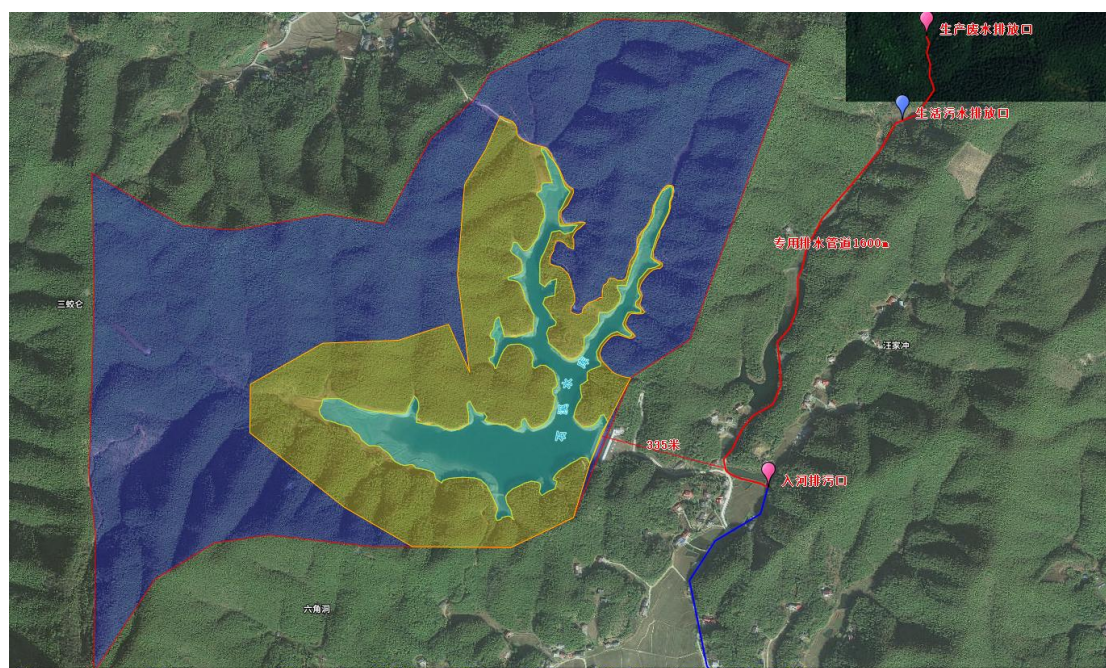 生产废水排放口
生活污水排放口
专用排水管道1800m
三蛟仑
汪家冲
335米
入河排污口
六角洞